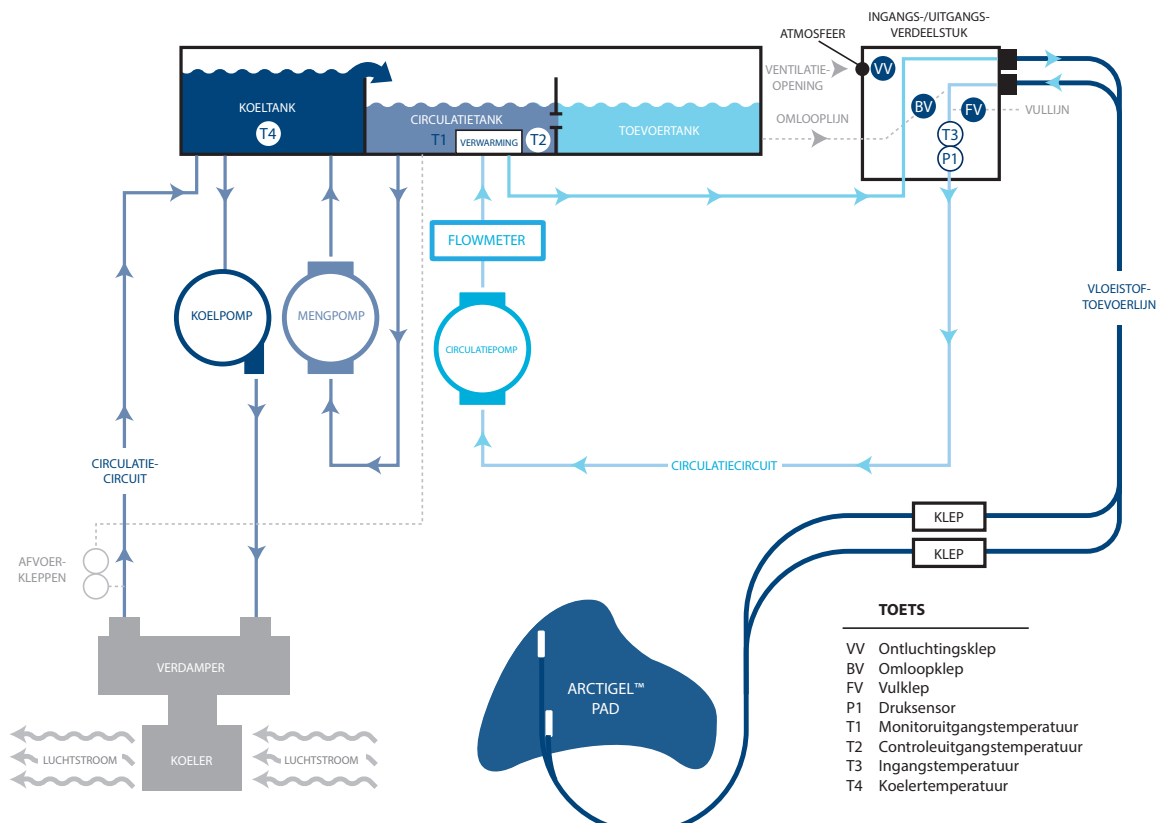 INGANGS-/UITGANGS-
VERDEELSTUK
ATMOSFEER
VV
VENTILATIE-
OPENING
KOELTANK
T4
CIRCULATIETANK
T1
VERWARMING
T2
TOEVOERTANK
OMLOOPLIJN
BV
FV
VULLIJN
T3
P1
FLOWMETER
KOELPOMP
MENGPOMP
CIRCULATIEPOMP
VLOEISTOF-
TOEVOERLIJN
CIRCULATIE-
CIRCUIT
CIRCULATIECIRCUIT
KLEP
KLEP
AFVOER-
KLEPPEN
VERDAMPER
KOELER
LUCHTSTROOM
LUCHTSTROOM
ARCTIGEL™
PAD
TOETS
VV Ontluchtingsklep
BV Omloopklep
FV Vulklep
P1 Druksensor
T1 Monitoruitgangstemperatuur
T2 Controleuitgangstemperatuur
T3 Ingangstemperatuur
T4 Koelertemperatuur